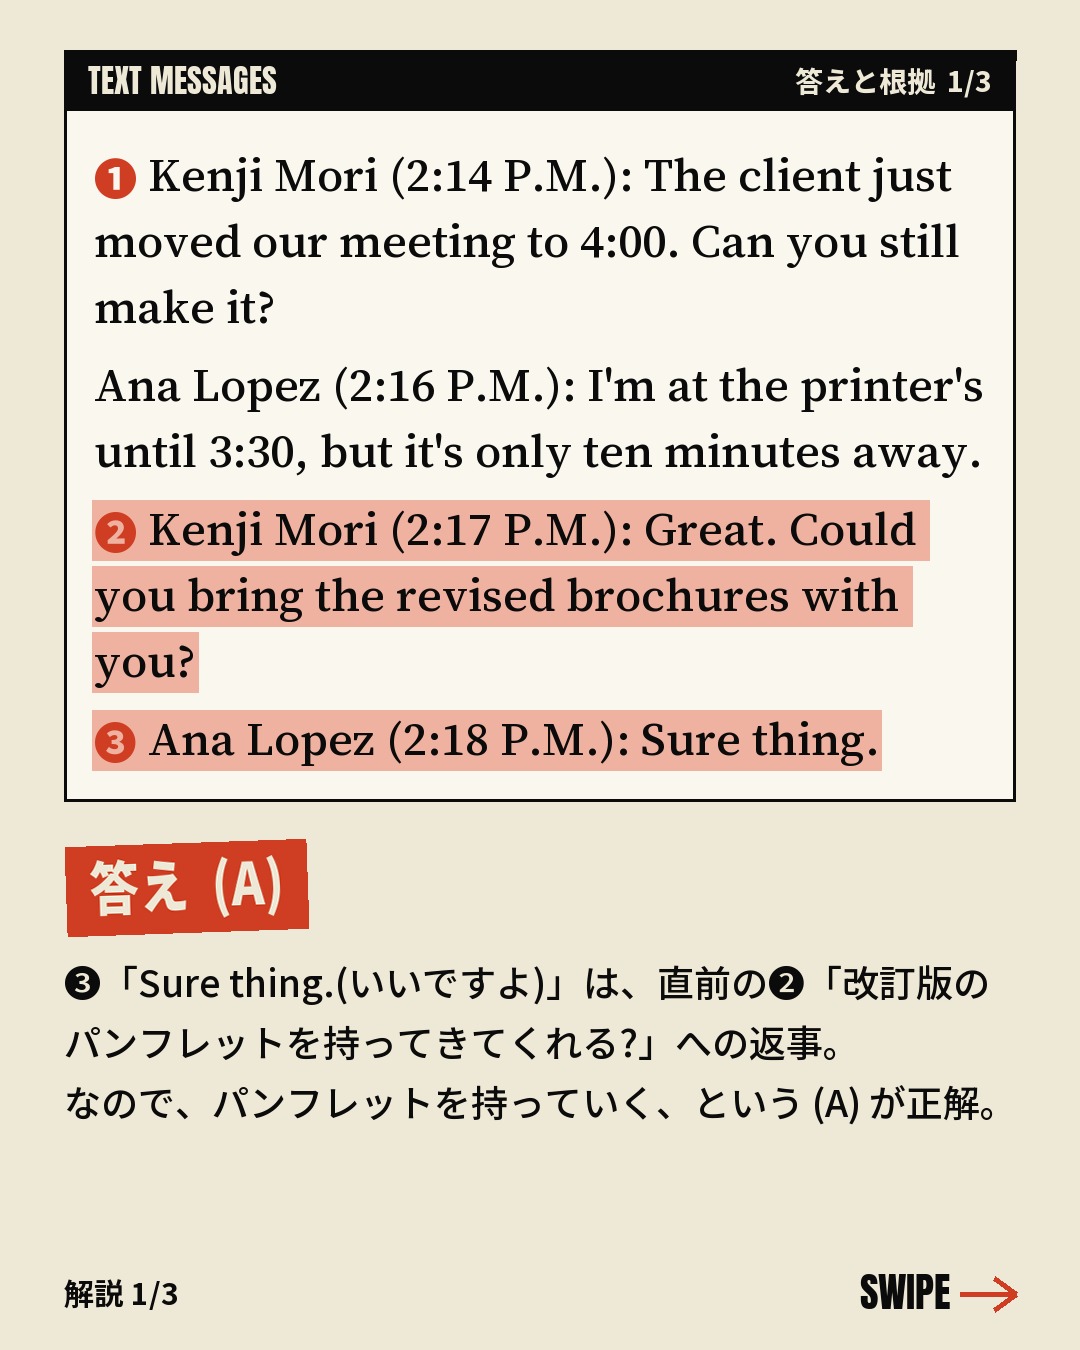 TEXT MESSAGES
答えと根拠 1/3
❶ Kenji Mori (2:14 P.M.): The client just
moved our meeting to 4:00. Can you still
make it?
Ana Lopez (2:16 P.M.): I'm at the printer's
until 3:30, but it's only ten minutes away.
❷ Kenji Mori (2:17 P.M.): Great. Could
you bring the revised brochures with
you?
❸ Ana Lopez (2:18 P.M.): Sure thing.
答え (A)
❸「Sure thing.(いいですよ)」は、直前の❷「改訂版の
パンフレットを持ってきてくれる?」への返事。
なので、パンフレットを持っていく、という (A) が正解。
解説 1/3
SWIPE